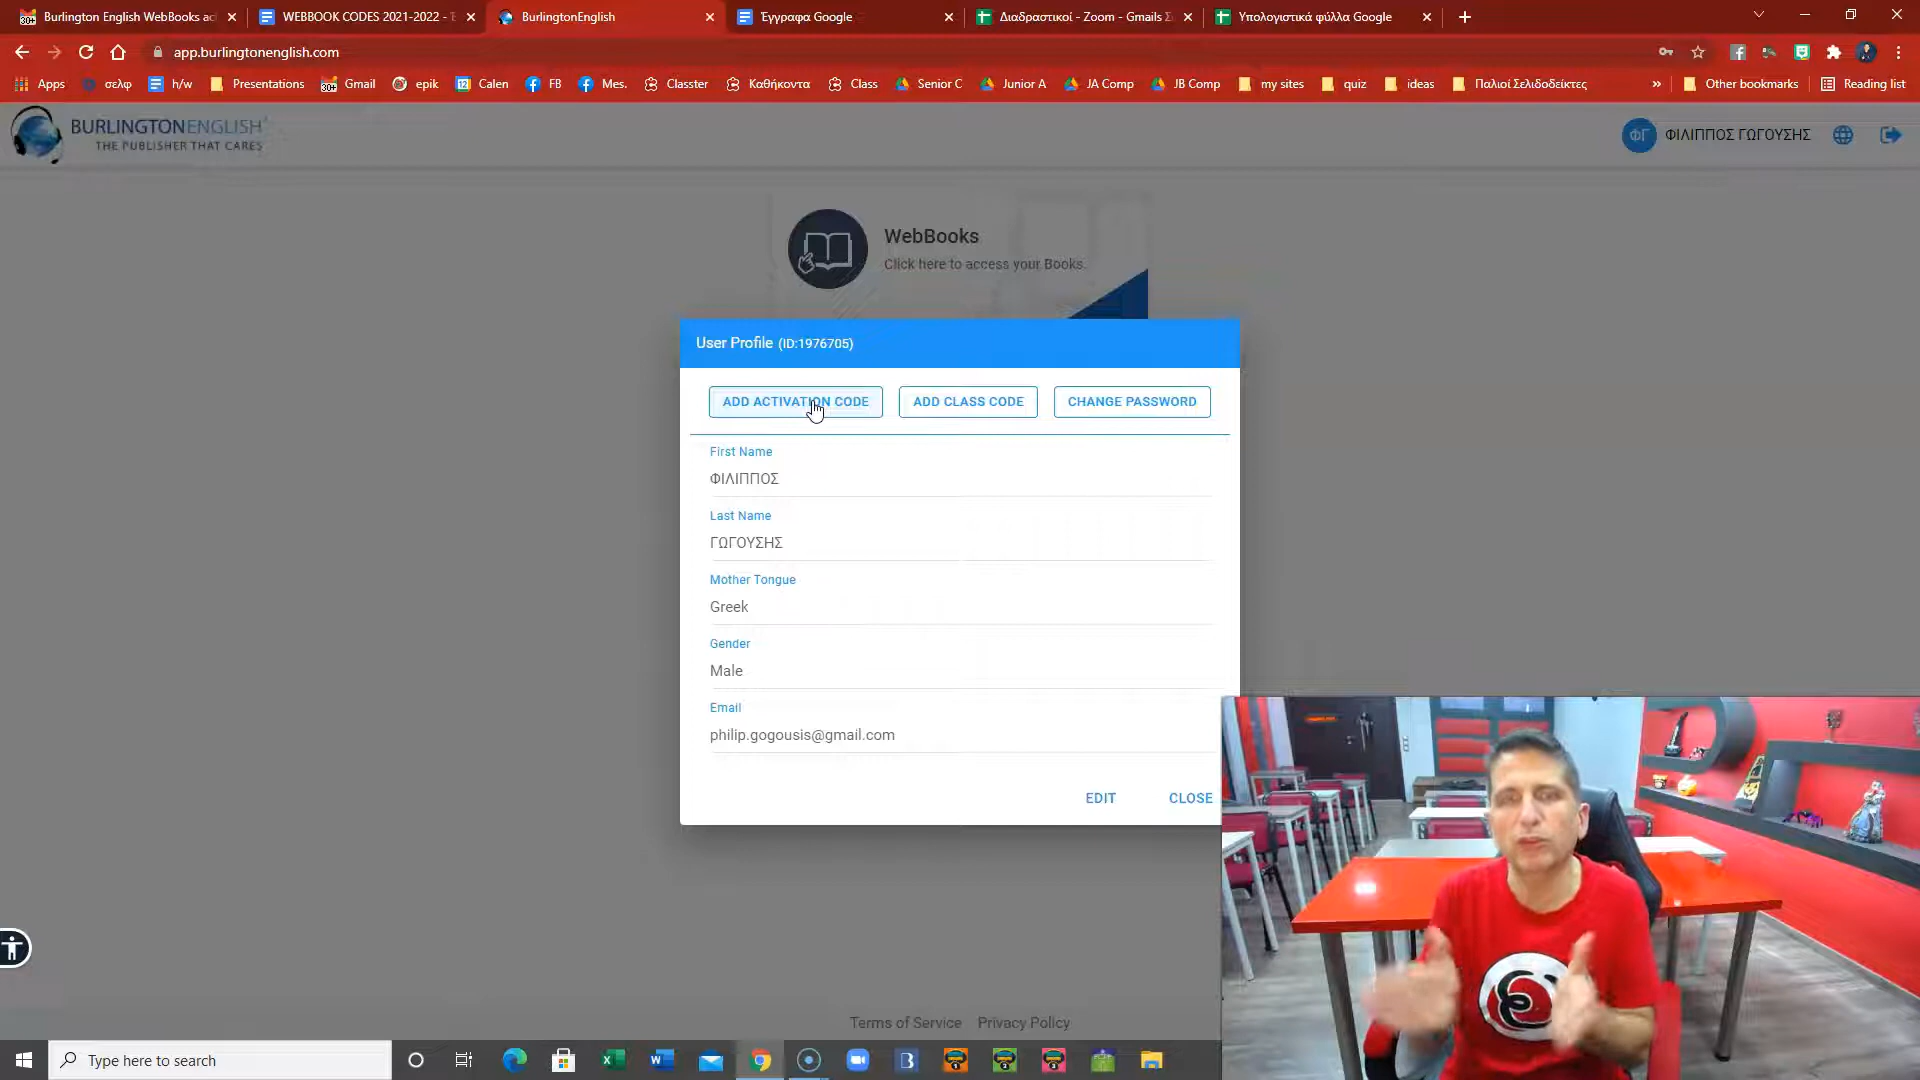 Burlington English WebBooks ac
WEBBOOK CODES 2021-2022 - Έ
BurlingtonEnglish
Έγγραφα Google
Διαδραστικοί - Zoom - Gmails Σ
Υπολογιστικά φύλλα Google
app.burlingtonenglish.com
Apps
σελφ
h/w
Presentations
30+
Gmail
epik
12
Calen
FB
Mes.
Classter
Καθήκοντα
Class
Senior C
Junior A
JA Comp
JB Comp
my sites
quiz
ideas
Παλιοί Σελιδοδείκτες
»
Other bookmarks
Reading list
BURLINGTONENGLISH
THE PUBLISHER THAT CARES
ΦΓ
ΦΙΛΙΠΠΟΣ ΓΩΓΟΥΣΗΣ
WebBooks
Click here to access your Books.
User Profile (ID:1976705)
ADD ACTIVATION CODE
ADD CLASS CODE
CHANGE PASSWORD
First Name
ΦΙΛΙΠΠΟΣ
Last Name
ΓΩΓΟΥΣΗΣ
Mother Tongue
Greek
Gender
Male
Email
philip.gogousis@gmail.com
EDIT
CLOSE
Terms of Service
Privacy Policy
Type here to search